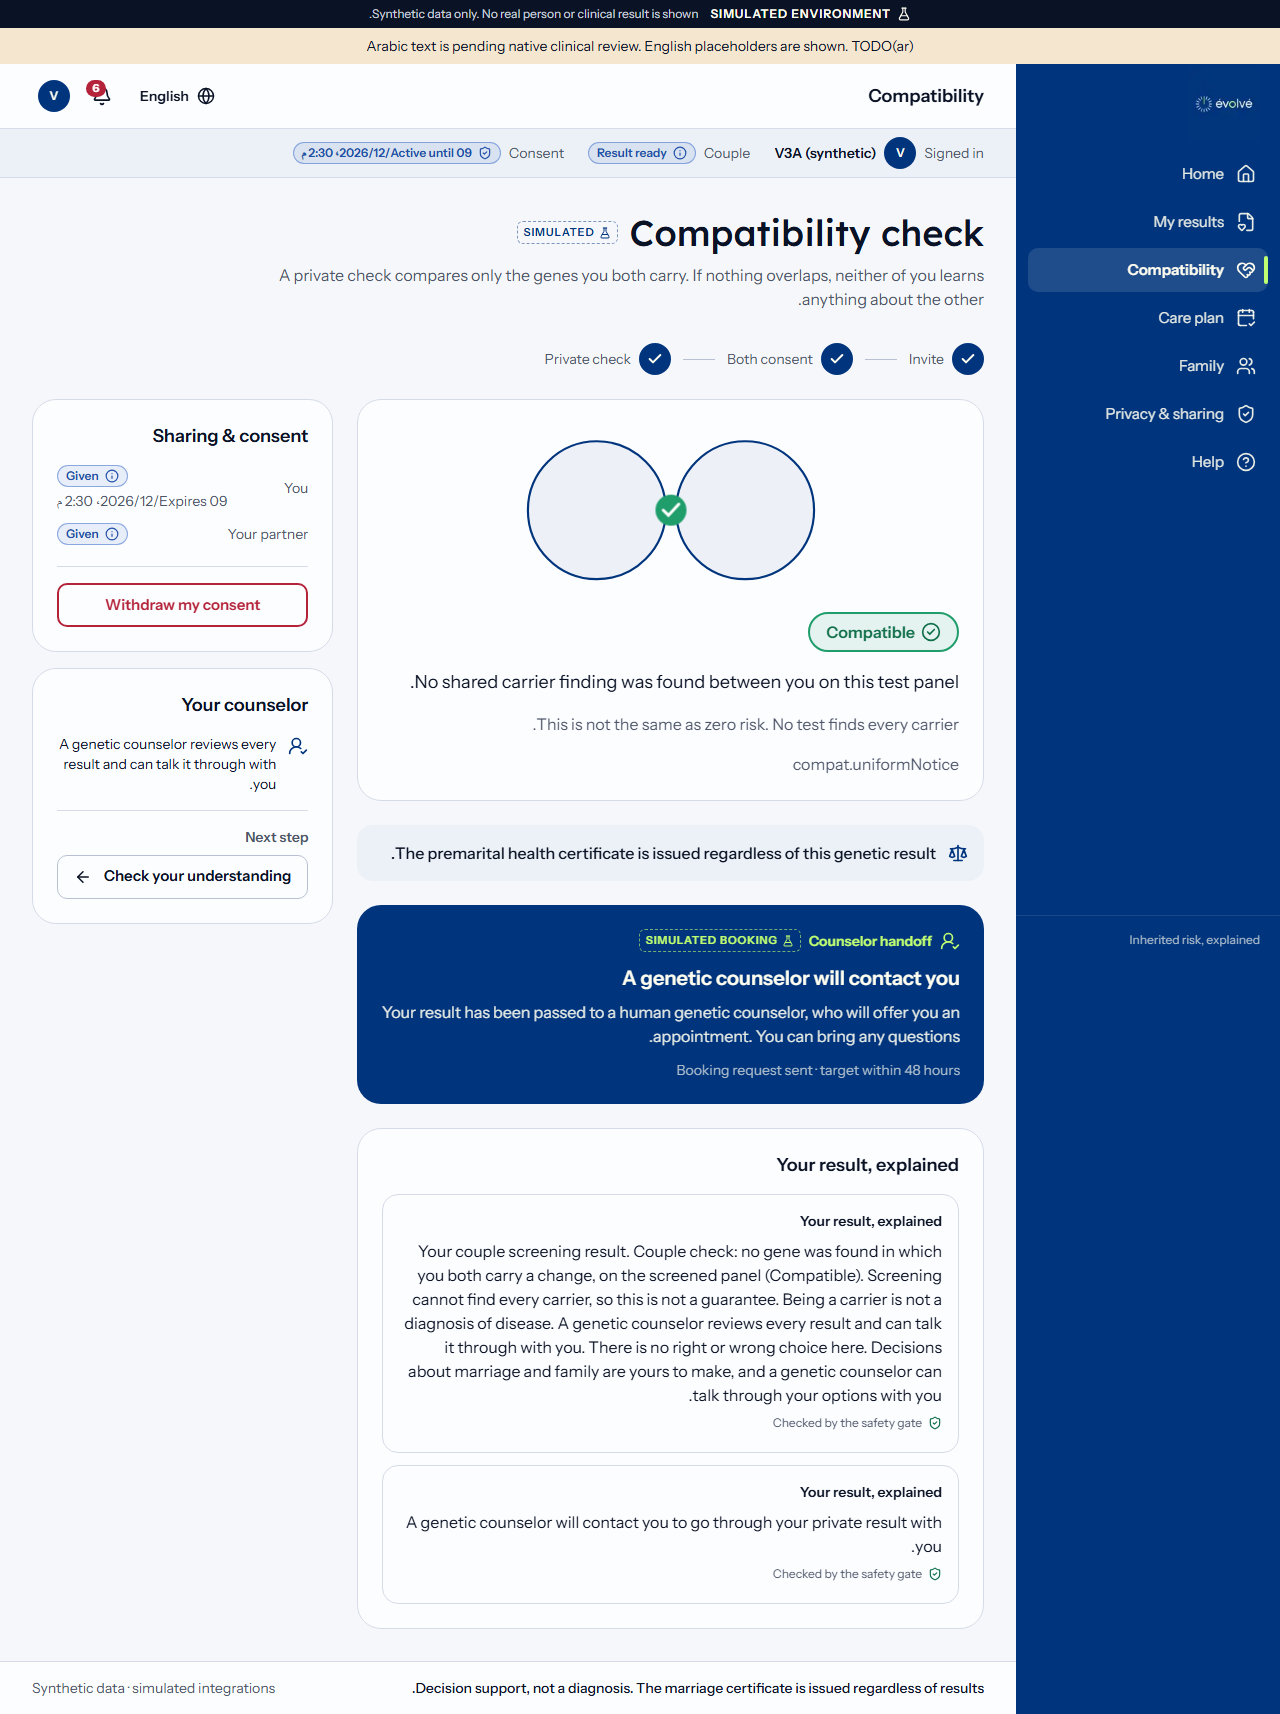 SIMULATED ENVIRONMENT Synthetic data only. No real person or clinical result is shown.
Arabic text is pending native clinical review. English placeholders are shown. TODO(ar)
évolvé
Home
My results
Compatibility
Care plan
Family
Privacy & sharing
Help
Inherited risk, explained
Compatibility
English
6
V
Signed in V V3A (synthetic) Couple Result ready Consent Active until 09/12/2026، 2:30 م
Compatibility check SIMULATED
A private check compares only the genes you both carry. If nothing overlaps, neither of you learns
anything about the other.
Invite Both consent Private check
Compatible
No shared carrier finding was found between you on this test panel.
This is not the same as zero risk. No test finds every carrier.
compat.uniformNotice
The premarital health certificate is issued regardless of this genetic result.
Counselor handoff SIMULATED BOOKING
A genetic counselor will contact you
Your result has been passed to a human genetic counselor, who will offer you an
appointment. You can bring any questions.
Booking request sent · target within 48 hours
Your result, explained
Your result, explained
Your couple screening result. Couple check: no gene was found in which
you both carry a change, on the screened panel (Compatible). Screening
cannot find every carrier, so this is not a guarantee. Being a carrier is not a
diagnosis of disease. A genetic counselor reviews every result and can talk
it through with you. There is no right or wrong choice here. Decisions
about marriage and family are yours to make, and a genetic counselor can
talk through your options with you.
Checked by the safety gate
Your result, explained
A genetic counselor will contact you to go through your private result with
you.
Checked by the safety gate
Sharing & consent
You
Given
Expires 09/12/2026، 2:30 م
Your partner
Given
Withdraw my consent
Your counselor
A genetic counselor reviews every
result and can talk it through with
you.
Next step
Check your understanding
Decision support, not a diagnosis. The marriage certificate is issued regardless of results.
Synthetic data · simulated integrations